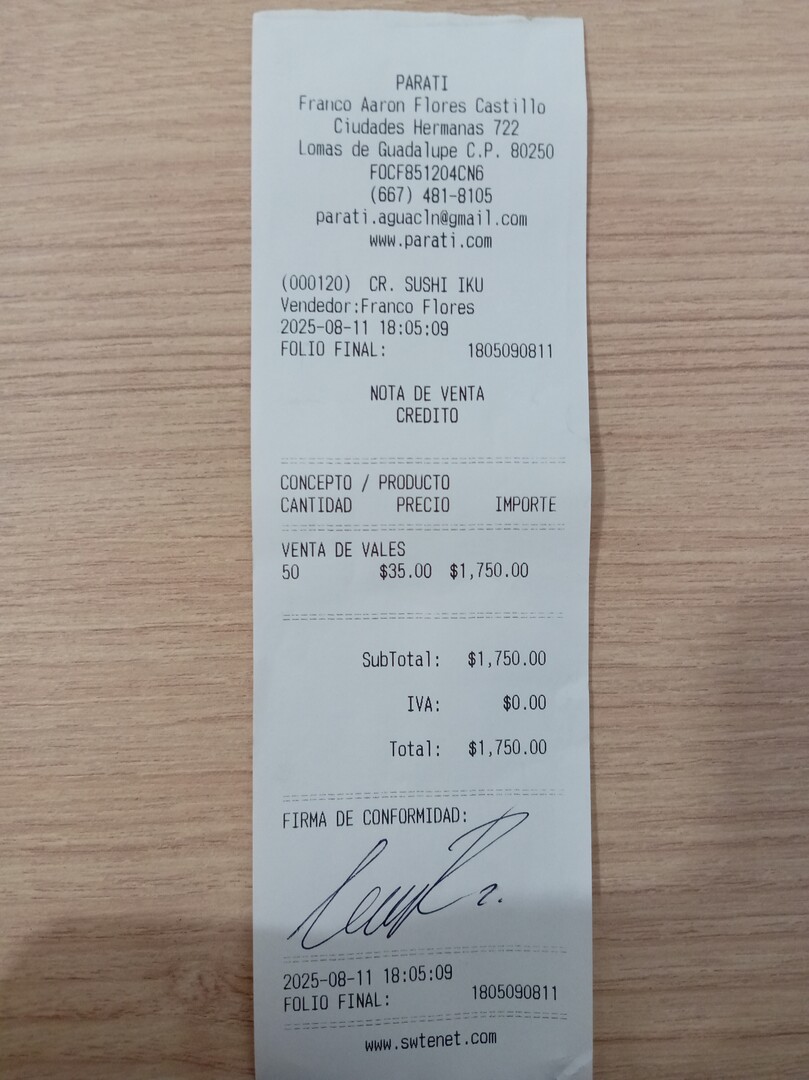 PARATI
Franco Aaron Flores Castillo
Ciudades Hermanas 722
Lomas de Guadalupe C.P. 80250
FOCF851204CN6
(667) 481-8105
parati.aguacln@gmail.com
www.parati.com
(000120) CR. SUSHI IKU
Vendedor:Franco Flores
2025-08-11 18:05:09
FOLIO FINAL: 1805090811
NOTA DE VENTA
CREDITO
CONCEPTO / PRODUCTO
CANTIDAD PRECIO IMPORTE
VENTA DE VALES
50 $35.00 $1,750.00
SubTotal: $1,750.00
IVA: $0.00
Total: $1,750.00
FIRMA DE CONFORMIDAD:
2025-08-11 18:05:09
FOLIO FINAL: 1805090811
www.swtenet.com